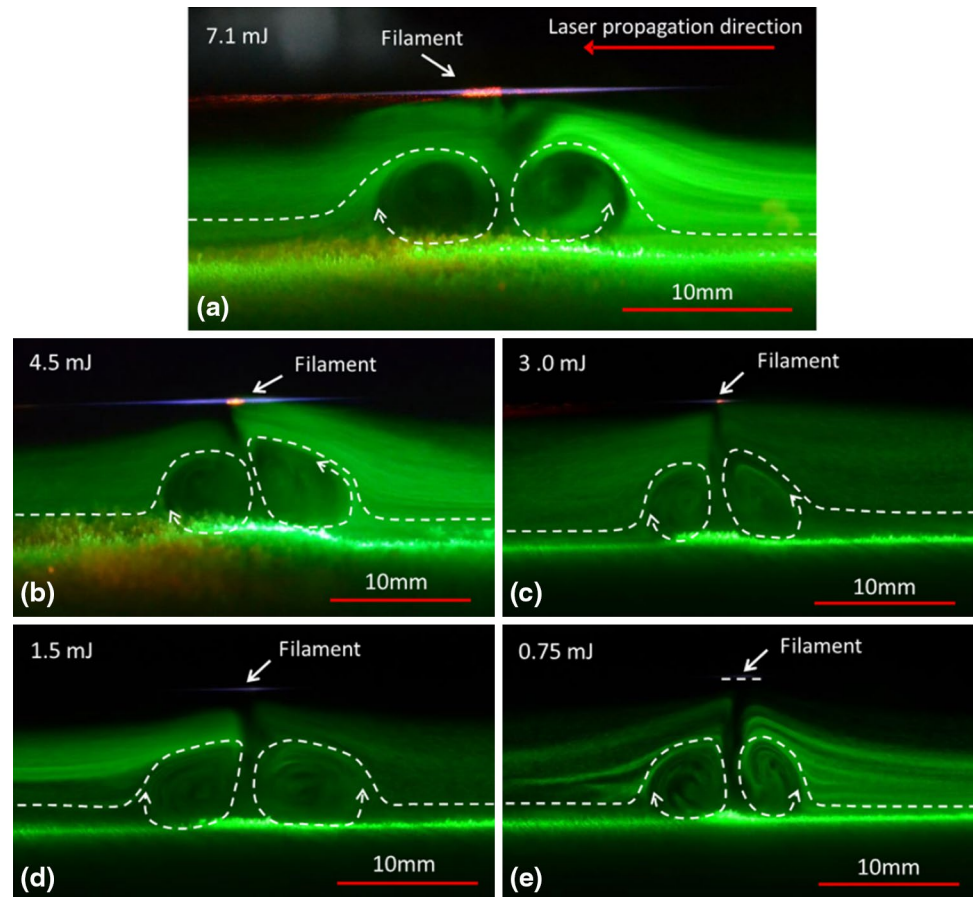 7.1 mJ
Filament
Laser propagation direction
10mm
(a)
4.5 mJ
Filament
10mm
(b)
3 .0 mJ
Filament
10mm
(c)
1.5 mJ
Filament
10mm
(d)
0.75 mJ
Filament
10mm
(e)